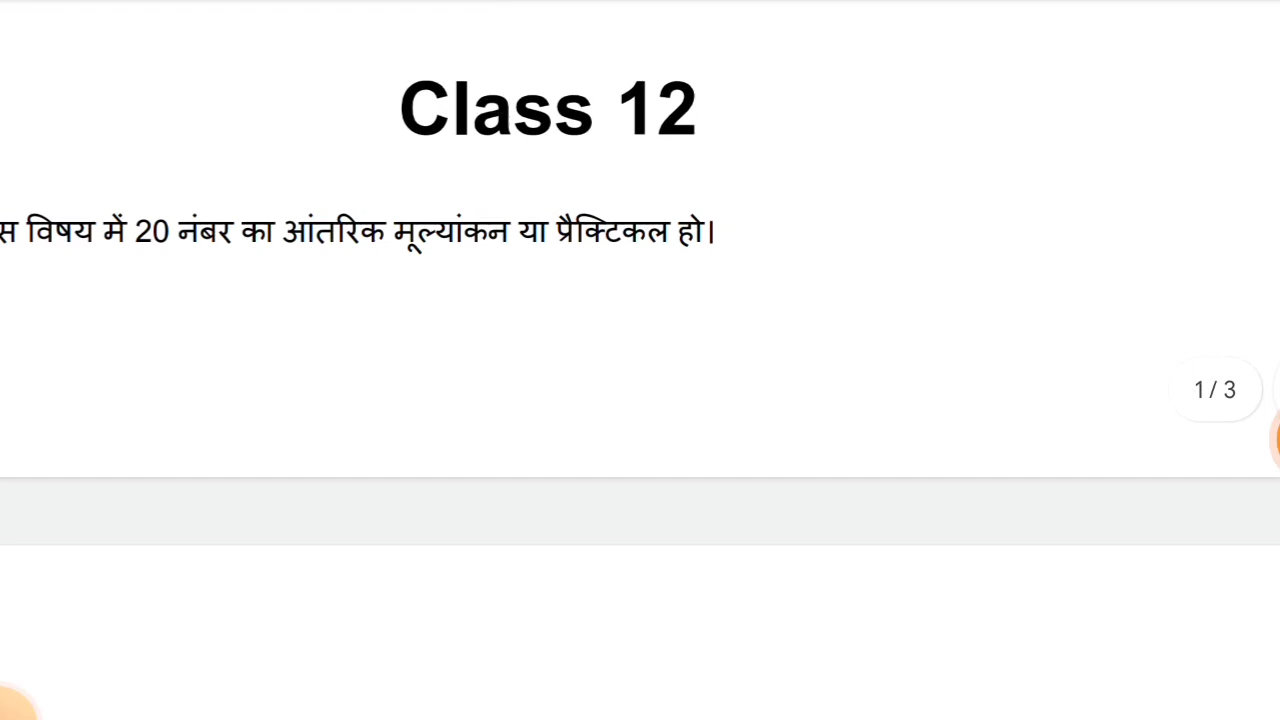 Class 12
विषय में 20 नंबर का आंतरिक मूल्यांकन या प्रैक्टिकल हो।
1 / 3